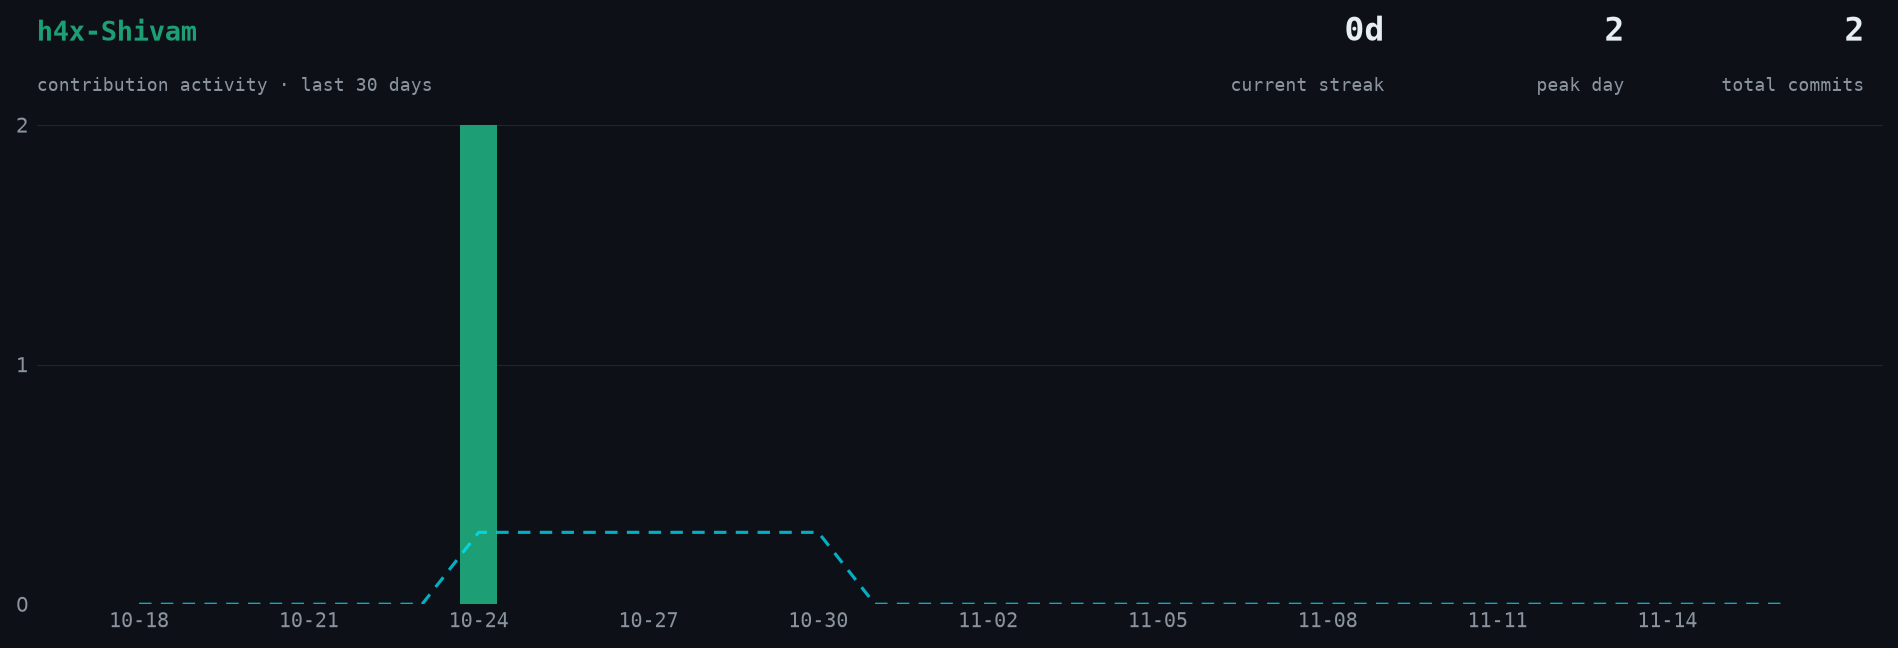 h4x-Shivam
0d
2
2
contribution activity · last 30 days
current streak
peak day
total commits
2
1
0
10-18
10-21
10-24
10-27
10-30
11-02
11-05
11-08
11-11
11-14